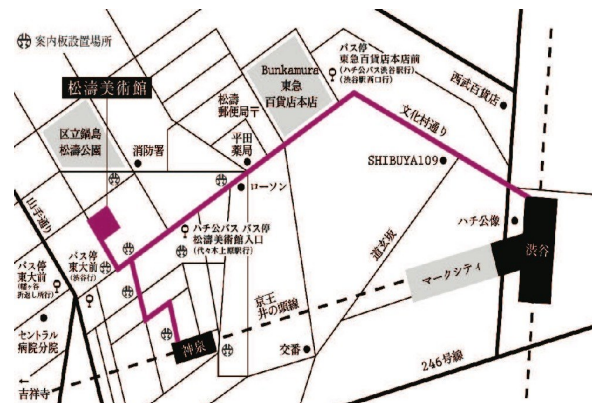 案内板設置場所
松濤美術館
区立鍋島
松濤公園
消防署
松濤
郵便局〒
平田
薬局
ローソン
Bunkamura
東急
百貨店本店
バス停
東急百貨店本店前
(ハチ公バス渋谷駅行)
(渋谷駅西口行)
西武百貨店
文化村通り
SHIBUYA109
ハチ公像
渋谷
マークシティ
道玄坂
山手通り
ハチ公バス バス停
松濤美術館入口
(代々木上原駅行)
バス停
東大前
(渋谷行)
バス停
東大前
(幡ヶ谷
折返し所行)
セントラル
病院分院
神泉
京王
井の頭線
交番
246号線
←
吉祥寺